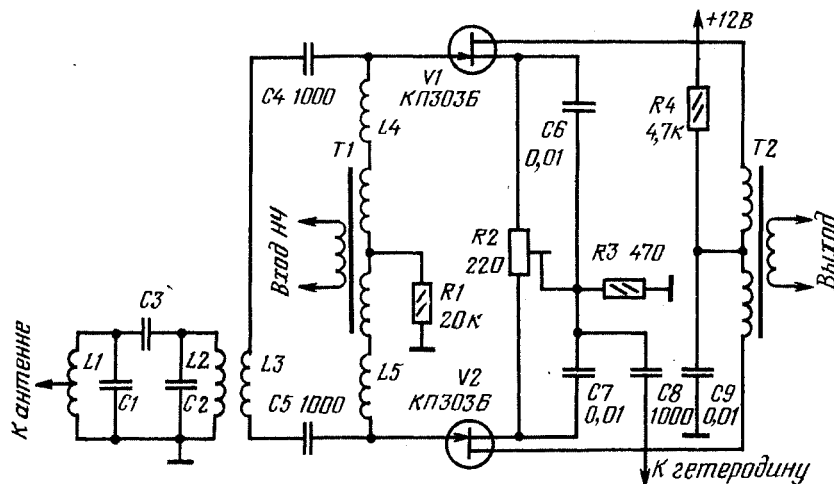 +12В
V1
КП303Б
C4 1000
L4
C6
0,01
R4
4,7к
T1
T2
Вход НЧ
R2
220
R3 470
Выход
R1
20к
C3
К антенне
L1
L2
L3
C1
C2
L5
V2
КП303Б
C5 1000
C7
0,01
C8
1000
C9
0,01
К гетеродину